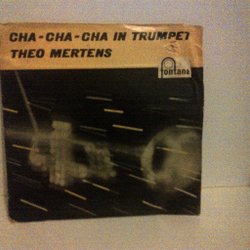 CHA-CHA-CHA IN TRUMPET
THEO MERTENS
fontana